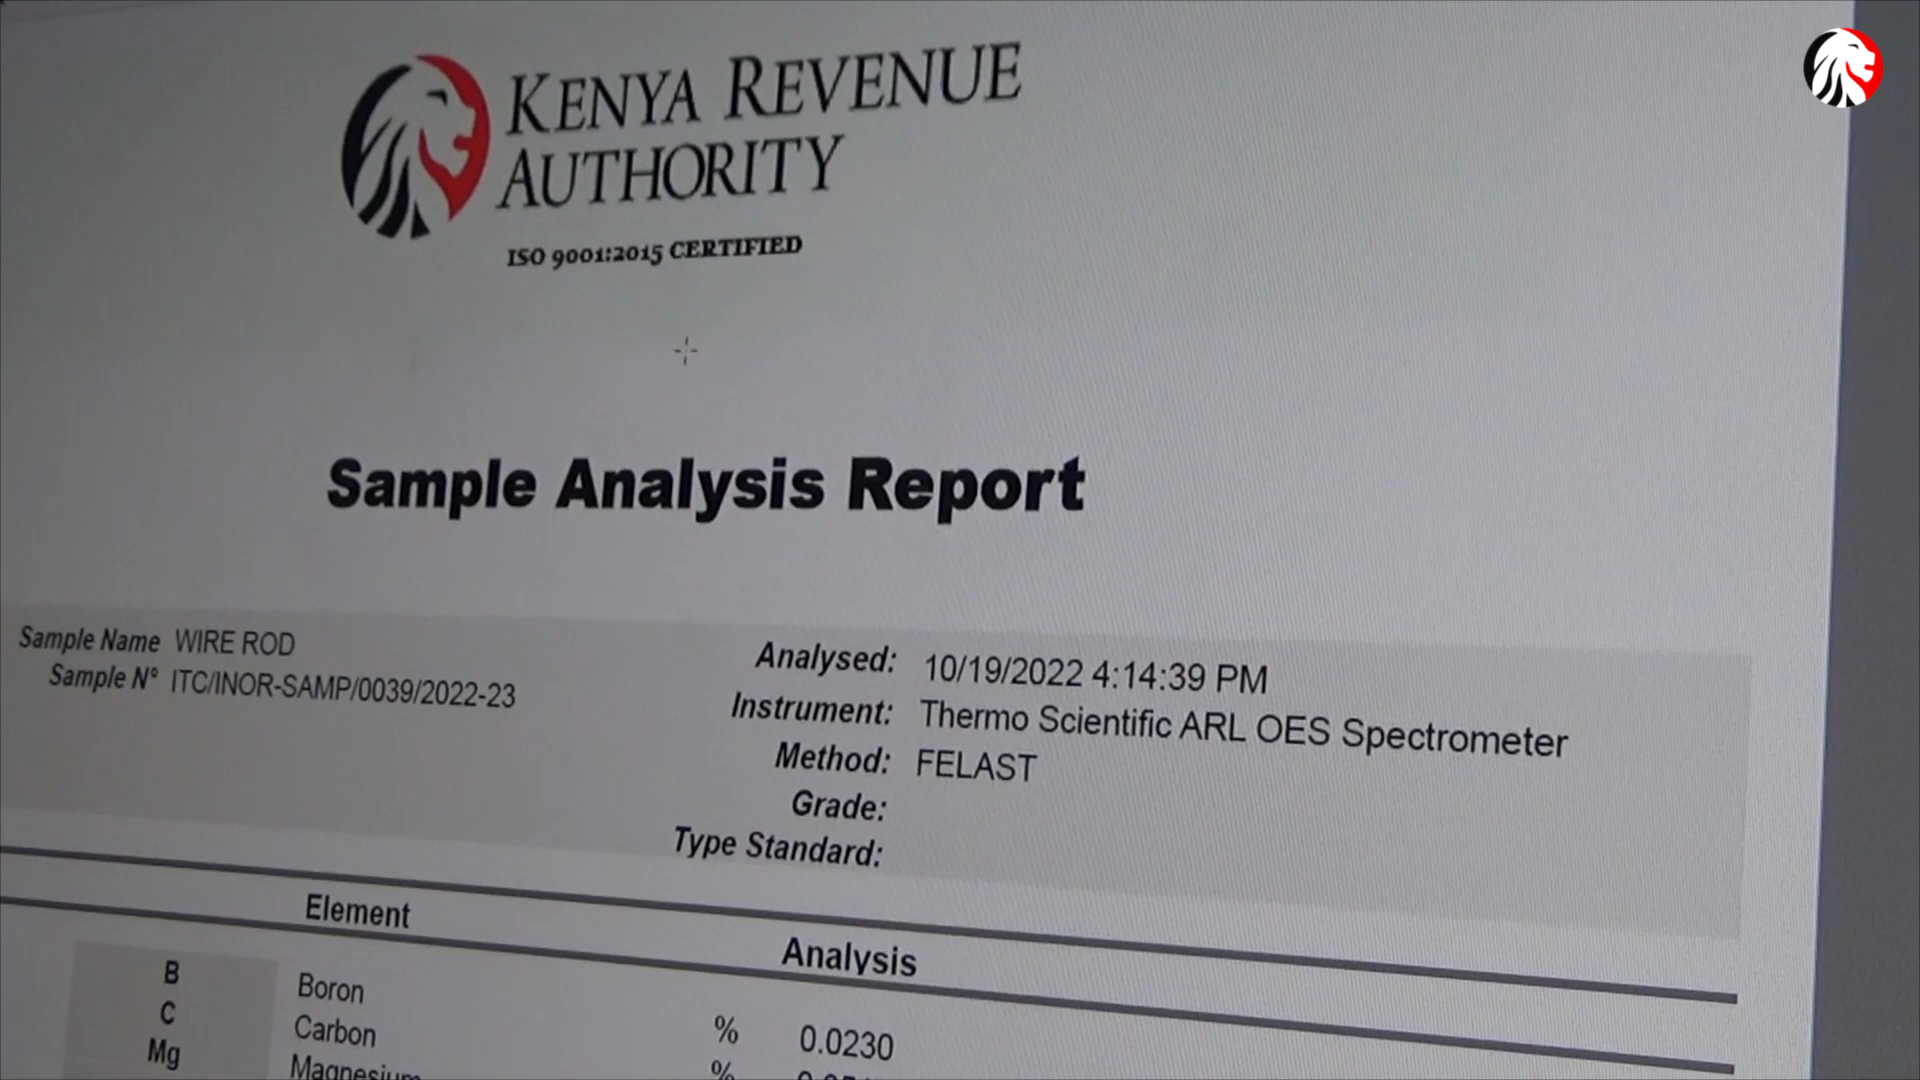 KENYA REVENUE
AUTHORITY
ISO 9001:2015 CERTIFIED
Sample Analysis Report
Sample Name WIRE ROD
Sample N° ITC/INOR-SAMP/0039/2022-23
Analysed: 10/19/2022 4:14:39 PM
Instrument: Thermo Scientific ARL OES Spectrometer
Method: FELAST
Grade:
Type Standard:
Element Analysis
B Boron % 0.0230
C Carbon %
Mg Magnesium